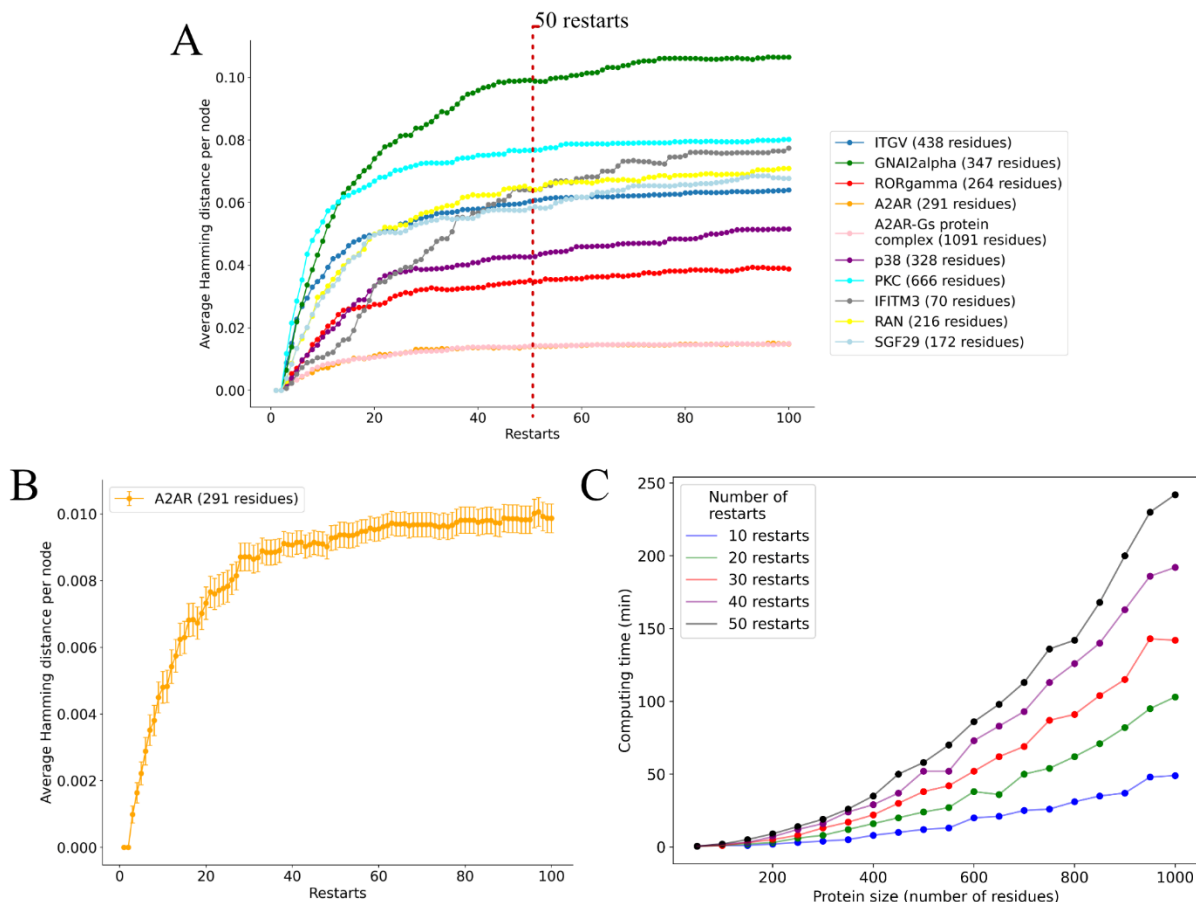 50 restarts
A
0.10
0.08
0.06
0.04
0.02
0.00
Average Hamming distance per node
0
20
40
60
80
100
Restarts
ITGV (438 residues)
GNAI2alpha (347 residues)
RORgamma (264 residues)
A2AR (291 residues)
A2AR-Gs protein
complex (1091 residues)
p38 (328 residues)
PKC (666 residues)
IFITM3 (70 residues)
RAN (216 residues)
SGF29 (172 residues)
B
A2AR (291 residues)
0.010
0.008
0.006
0.004
0.002
0.000
Average Hamming distance per node
0
20
40
60
80
100
Restarts
C
Number of
restarts
10 restarts
20 restarts
30 restarts
40 restarts
50 restarts
250
200
150
100
50
0
Computing time (min)
200
400
600
800
1000
Protein size (number of residues)